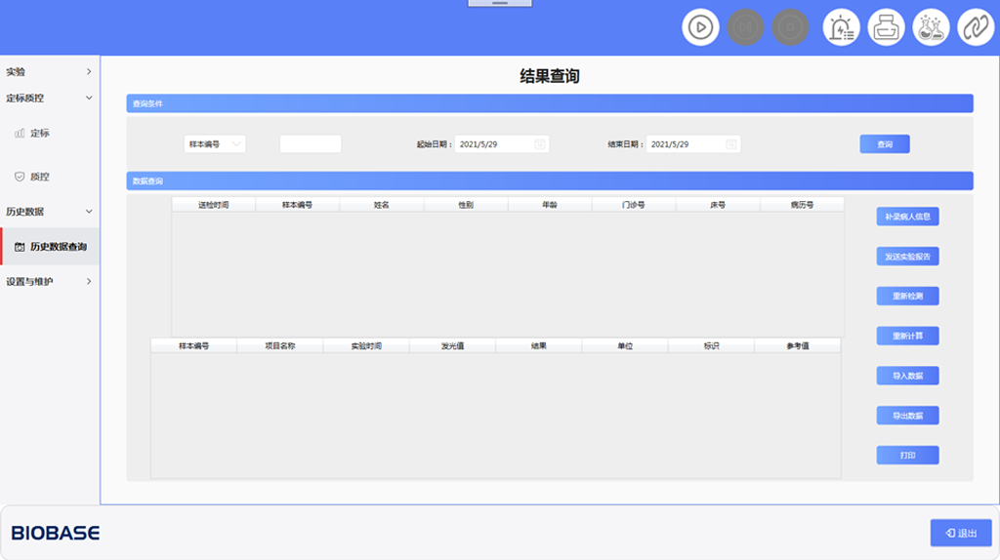 实验
定标质控
定标
质控
历史数据
历史数据查询
设置与维护
结果查询
查询条件
样本编号
起始日期： 2021/5/29
结束日期： 2021/5/29
查询
数据查询
送检时间 样本编号 姓名 性别 年龄 门诊号 床号 病历号
样本编号 项目名称 实验时间 发光值 结果 单位 标识 参考值
补录病人信息
发送实验报告
重新检测
重新计算
导入数据
导出数据
打印
BIOBASE
退出